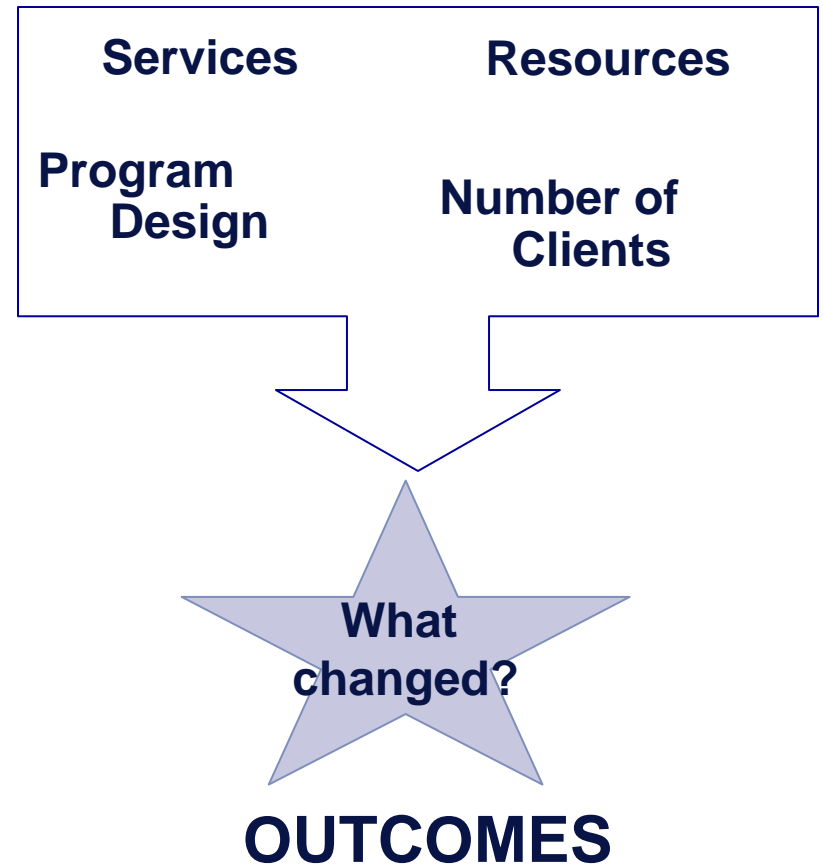 Services
Resources
Program
Design
Number of
Clients
What
changed?
OUTCOMES